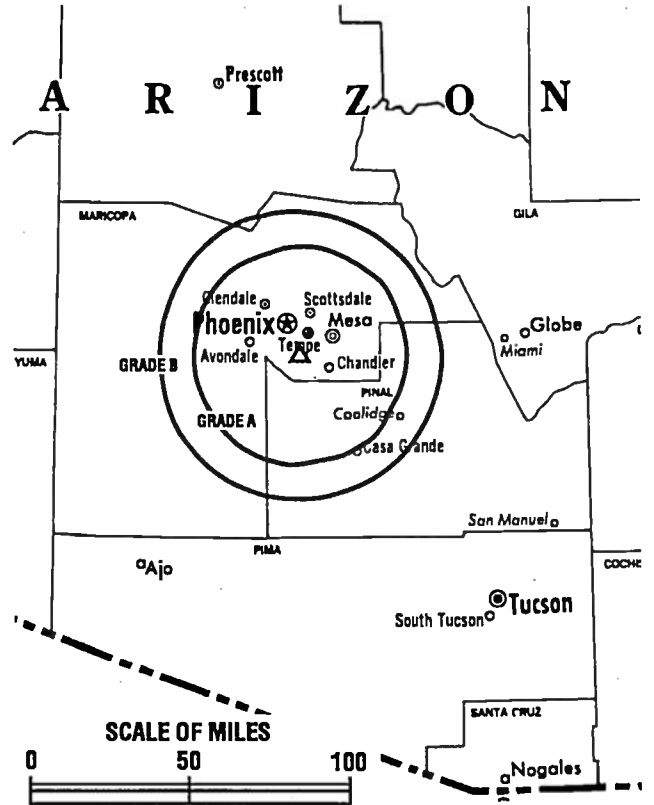 Prescott
A R I Z O N
MARICOPA
GILA
Glendale
Scottsdale
Phoenix
Mesa
Globe
Tempe
Miami
Avondale
YUMA
GRADE B
Chandler
PINAL
GRADE A
Coolidge
Casa Grande
San Manuel
PIMA
COCHI
Ajo
Tucson
South Tucson
SANTA CRUZ
SCALE OF MILES
0 50 100
Nogales